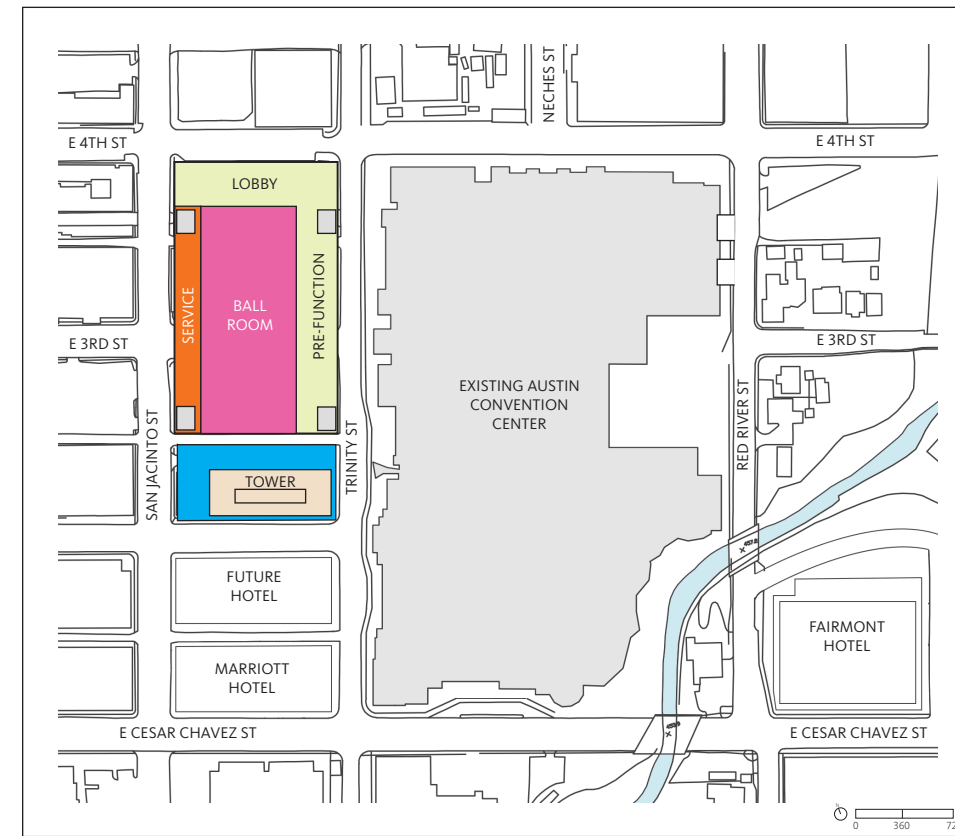 NECHES ST
E 4TH ST
E 4TH ST
LOBBY
SERVICE
BALL
ROOM
PRE-FUNCTION
E 3RD ST
E 3RD ST
EXISTING AUSTIN
CONVENTION
CENTER
SAN JACINTO ST
TRINITY ST
RED RIVER ST
TOWER
FUTURE
HOTEL
FAIRMONT
HOTEL
MARRIOTT
HOTEL
E CESAR CHAVEZ ST
E CESAR CHAVEZ ST
N
0
360